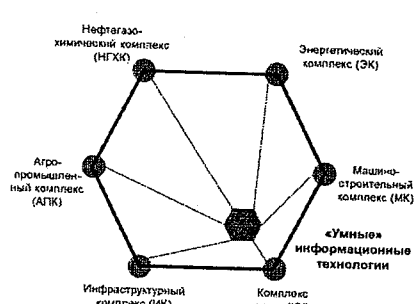 Нефтегазо-
химический комплекс
(НГХК)
Энергетический
комплекс (ЭК)
Агро-
промышлен-
ный комплекс
(АПК)
Машино-
строительный
комплекс (МК)
«Умные»
информационные
технологии
Инфраструктурный
комплекс (ИК)
Комплекс